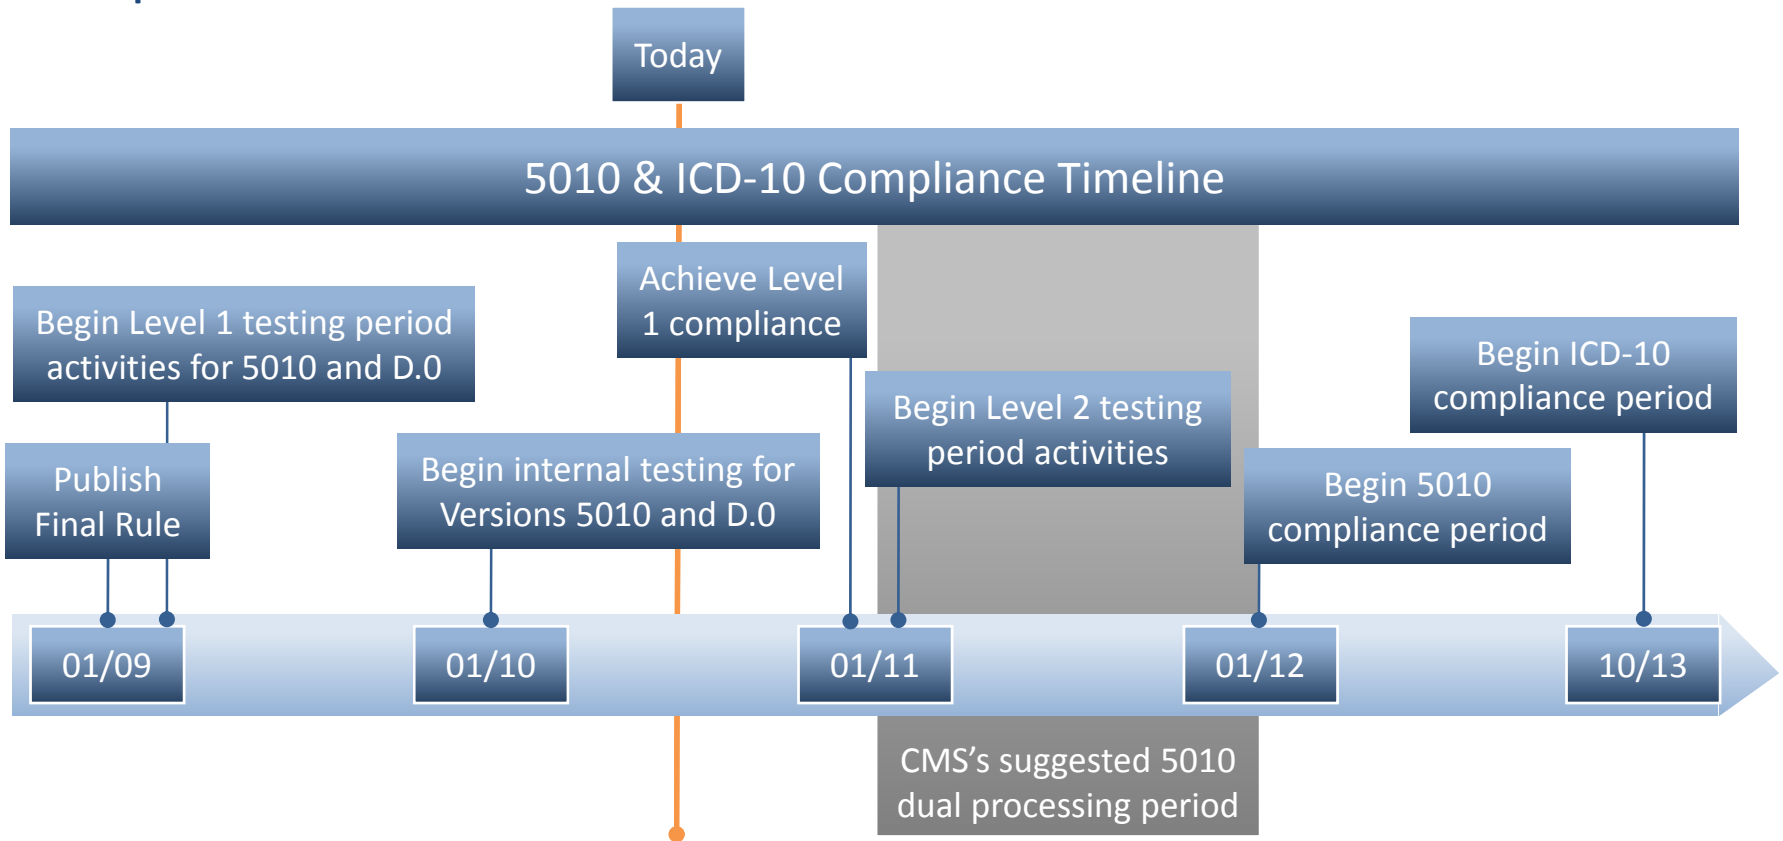 Today
5010 & ICD-10 Compliance Timeline
Begin Level 1 testing period
activities for 5010 and D.0
Publish
Final Rule
Begin internal testing for
Versions 5010 and D.0
Achieve Level
1 compliance
Begin Level 2 testing
period activities
Begin 5010
compliance period
Begin ICD-10
compliance period
01/09
01/10
01/11
01/12
10/13
CMS's suggested 5010
dual processing period